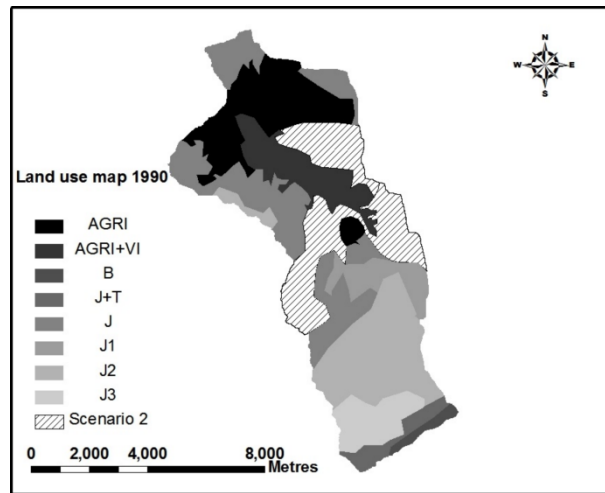 N
W E
S
Land use map 1990
AGRI
AGRI+VI
B
J+T
J
J1
J2
J3
Scenario 2
0 2,000 4,000 8,000
Metres